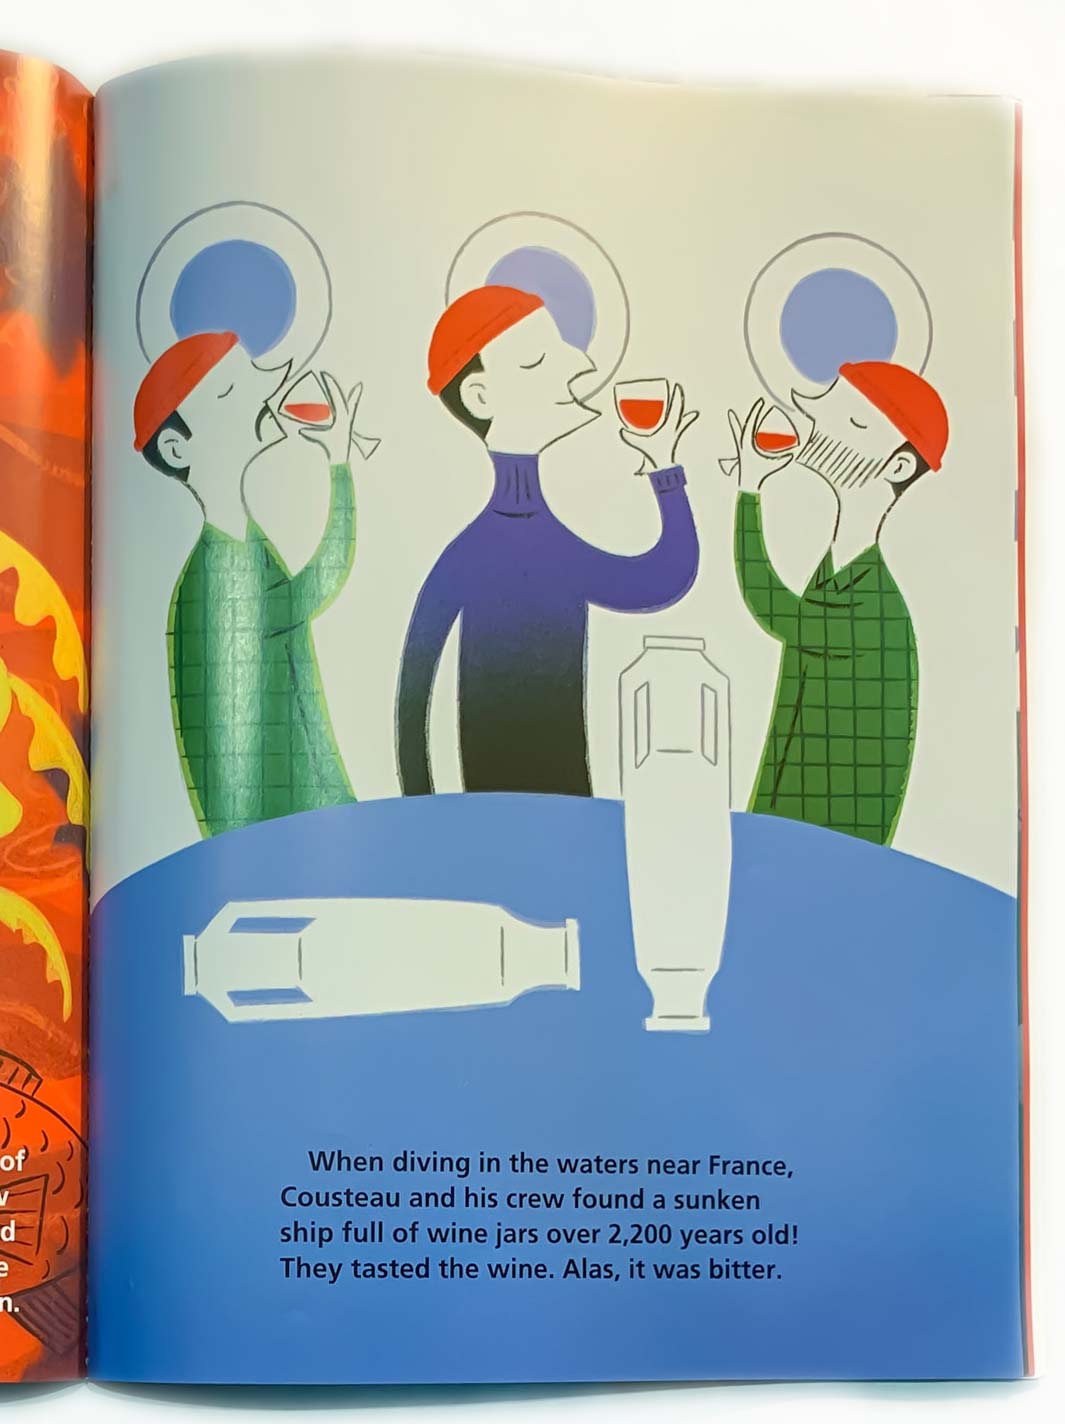 of
d
e
n.
When diving in the waters near France,
Cousteau and his crew found a sunken
ship full of wine jars over 2,200 years old!
They tasted the wine. Alas, it was bitter.